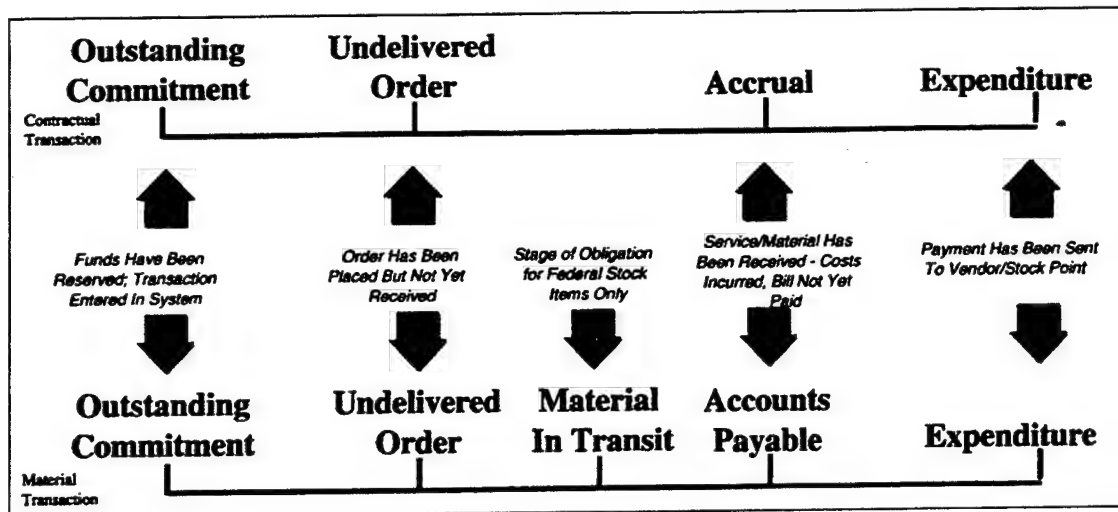 Outstanding
Commitment
Undelivered
Order
Accrual
Expenditure
Contractual
Transaction
Funds Have Been
Reserved; Transaction
Entered In System
Order Has Been
Placed But Not Yet
Received
Stage of Obligation
for Federal Stock
Items Only
Service/Material Has
Been Received - Costs
Incurred, Bill Not Yet
Paid
Payment Has Been Sent
To Vendor/Stock Point
Outstanding
Commitment
Undelivered
Order
Material
In Transit
Accounts
Payable
Expenditure
Material
Transaction